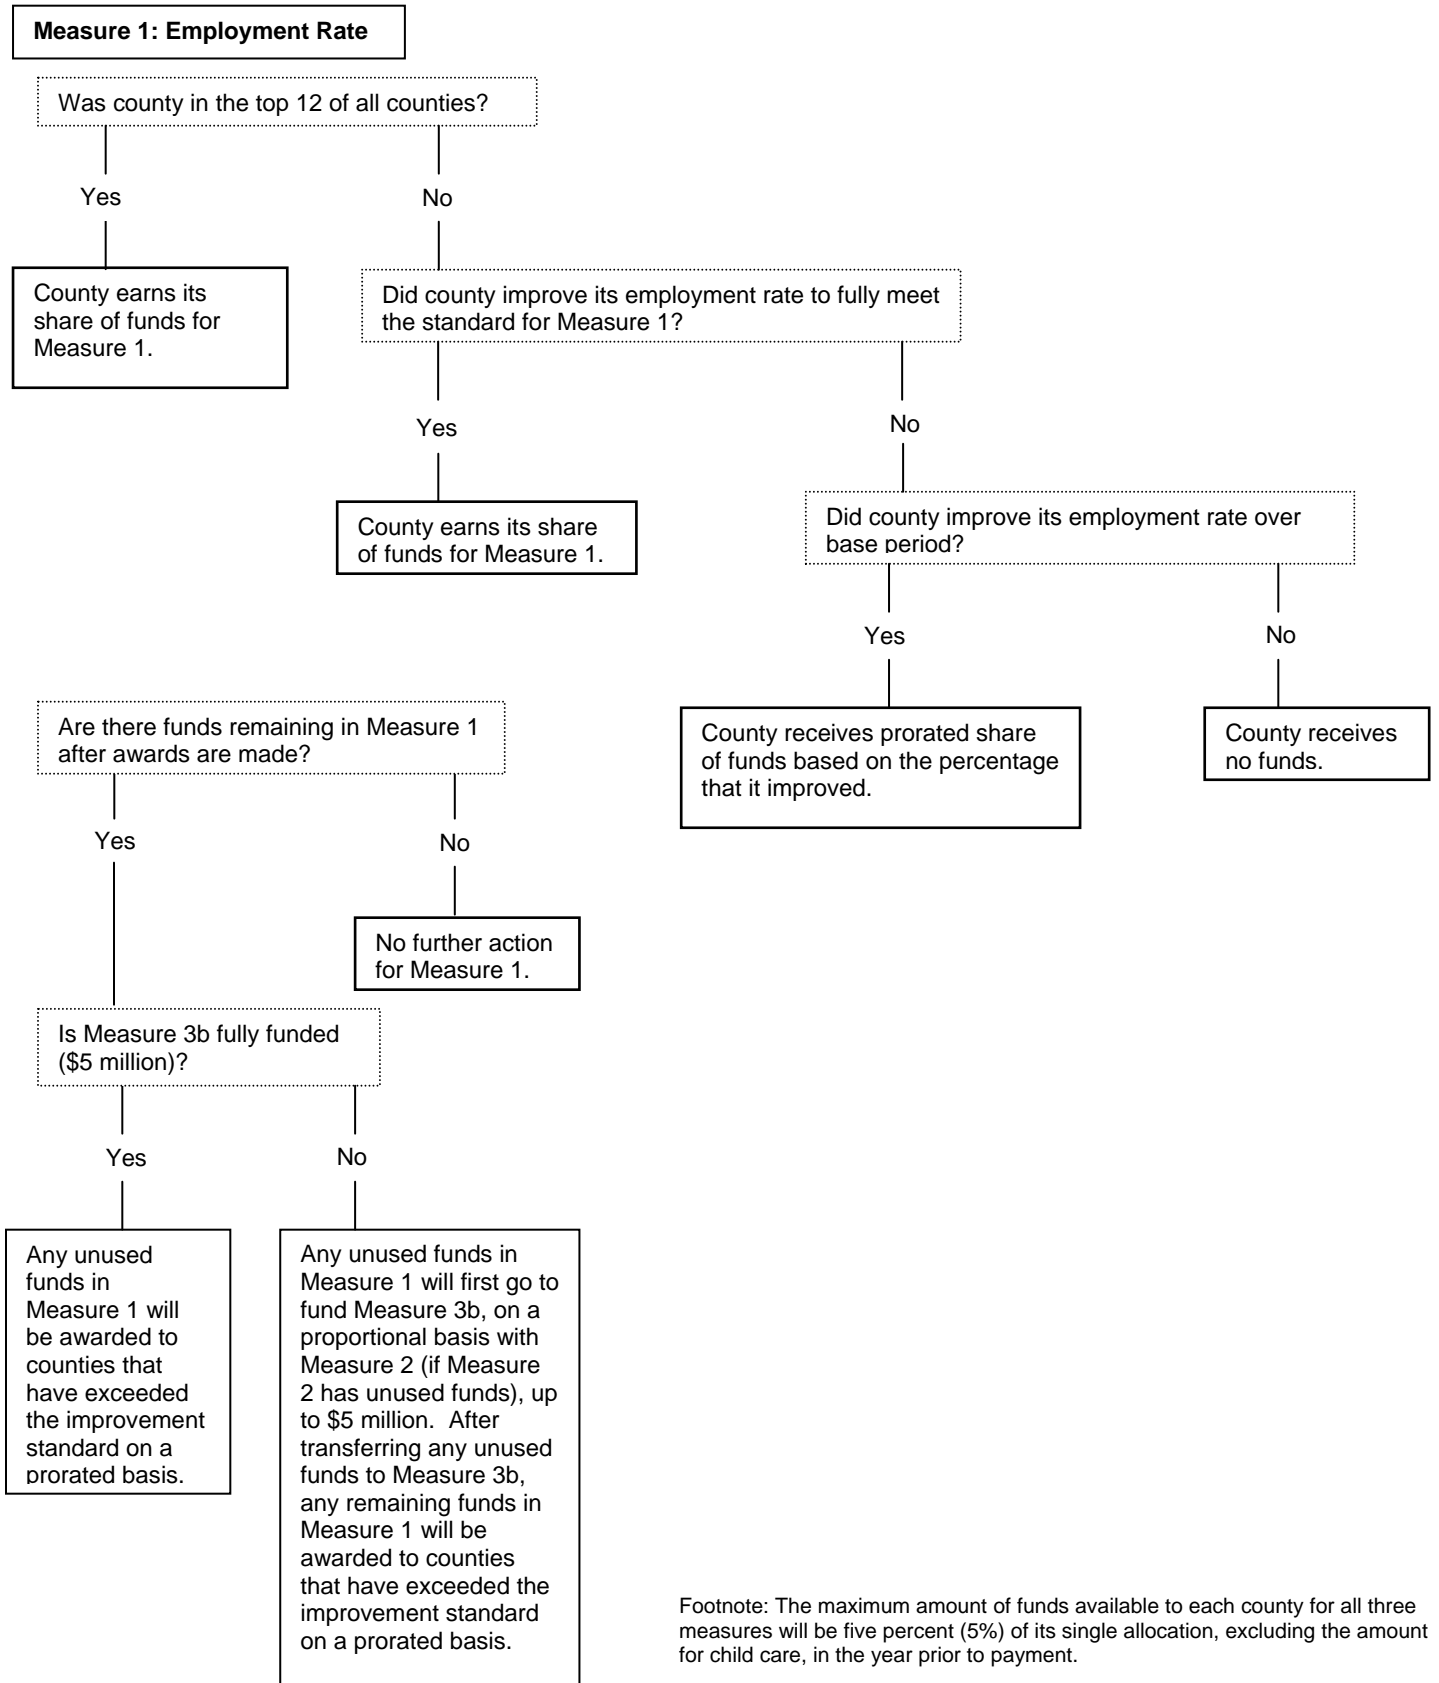 Measure 1: Employment Rate
Was county in the top 12 of all counties?
Yes
No
County earns its
share of funds for
Measure 1.
Did county improve its employment rate to fully meet
the standard for Measure 1?
Yes
No
County earns its share
of funds for Measure 1.
Did county improve its employment rate over
base period?
Yes
No
County receives prorated share
of funds based on the percentage
that it improved.
County receives
no funds.
Are there funds remaining in Measure 1
after awards are made?
Yes
No
No further action
for Measure 1.
Is Measure 3b fully funded
($5 million)?
Yes
No
Any unused
funds in
Measure 1 will
be awarded to
counties that
have exceeded
the improvement
standard on a
prorated basis.
Any unused funds in
Measure 1 will first go to
fund Measure 3b, on a
proportional basis with
Measure 2 (if Measure
2 has unused funds), up
to $5 million.  After
transferring any unused
funds to Measure 3b,
any remaining funds in
Measure 1 will be
awarded to counties
that have exceeded the
improvement standard
on a prorated basis.
Footnote: The maximum amount of funds available to each county for all three
measures will be five percent (5%) of its single allocation, excluding the amount
for child care, in the year prior to payment.